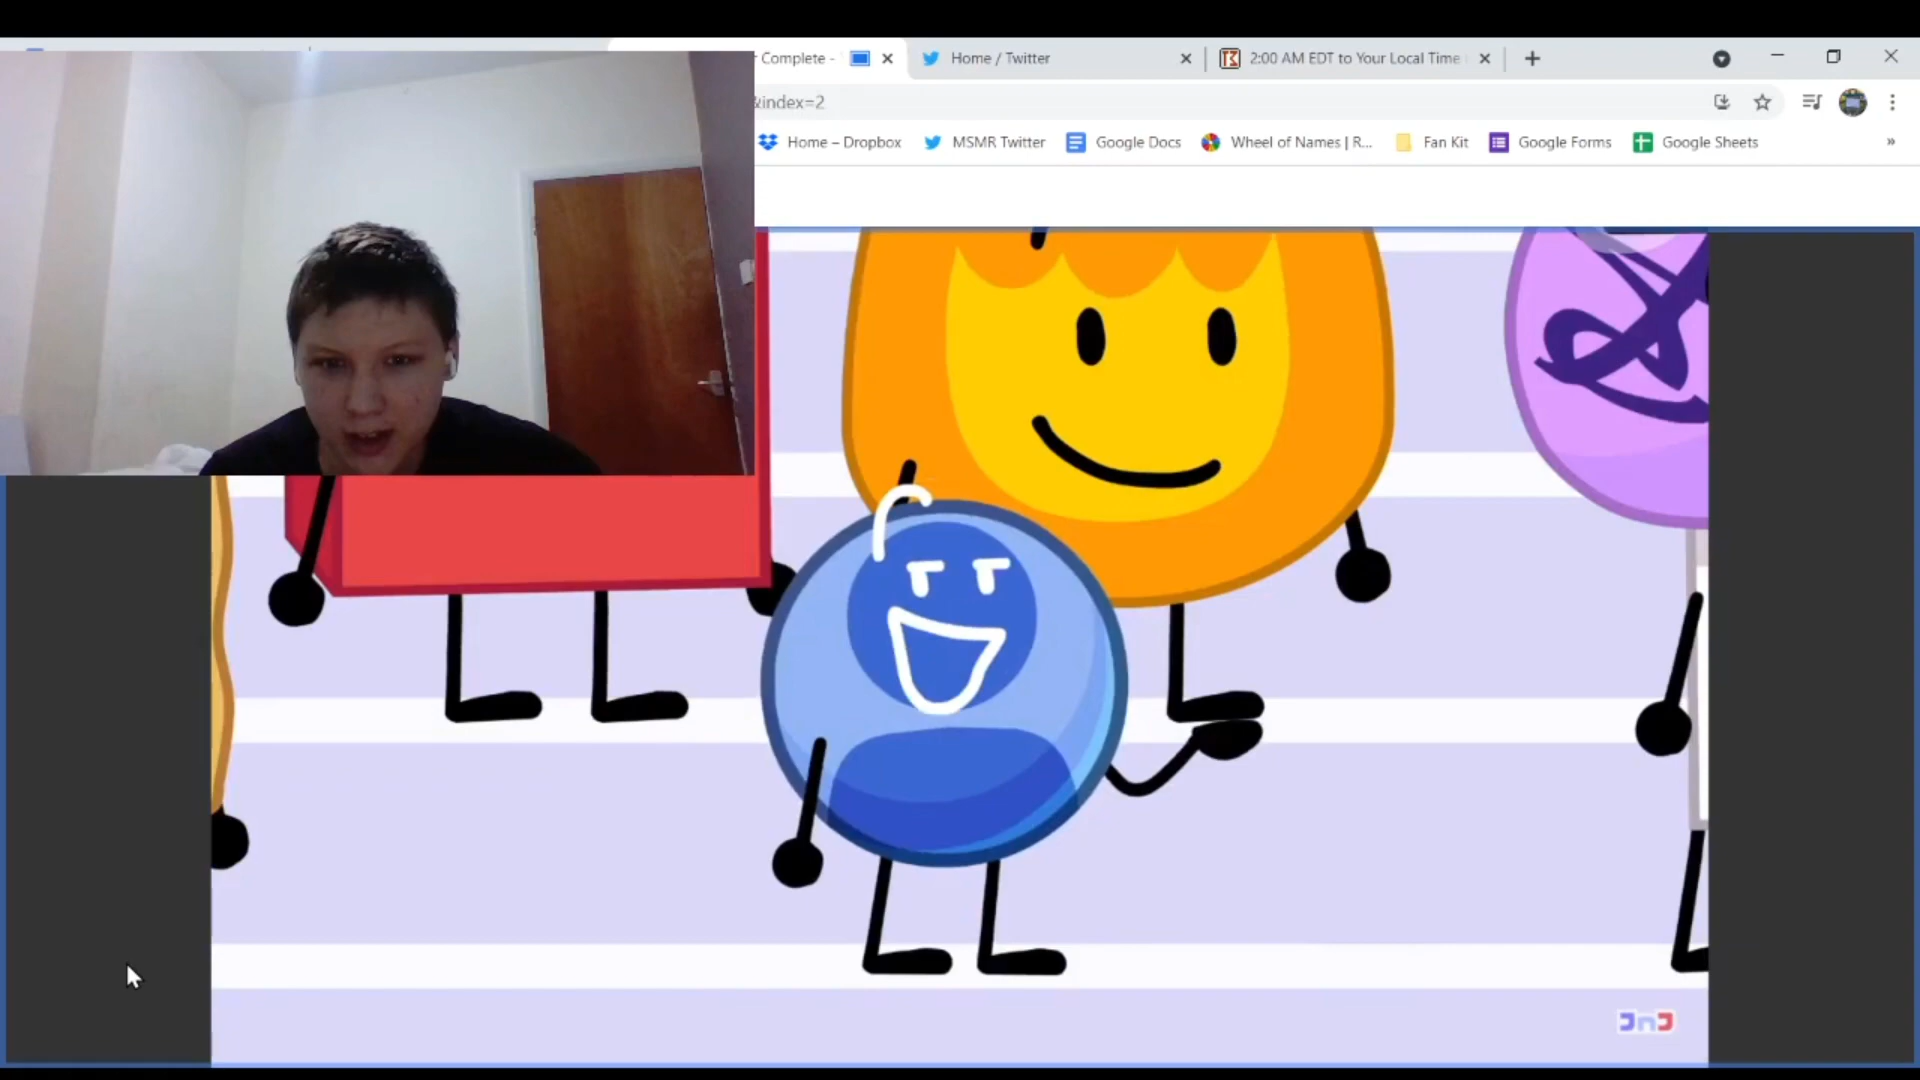 Complete -
Home / Twitter
2:00 AM EDT to Your Local Time
&index=2
Home – Dropbox
MSMR Twitter
Google Docs
Wheel of Names | R...
Fan Kit
Google Forms
Google Sheets
»
JnJ